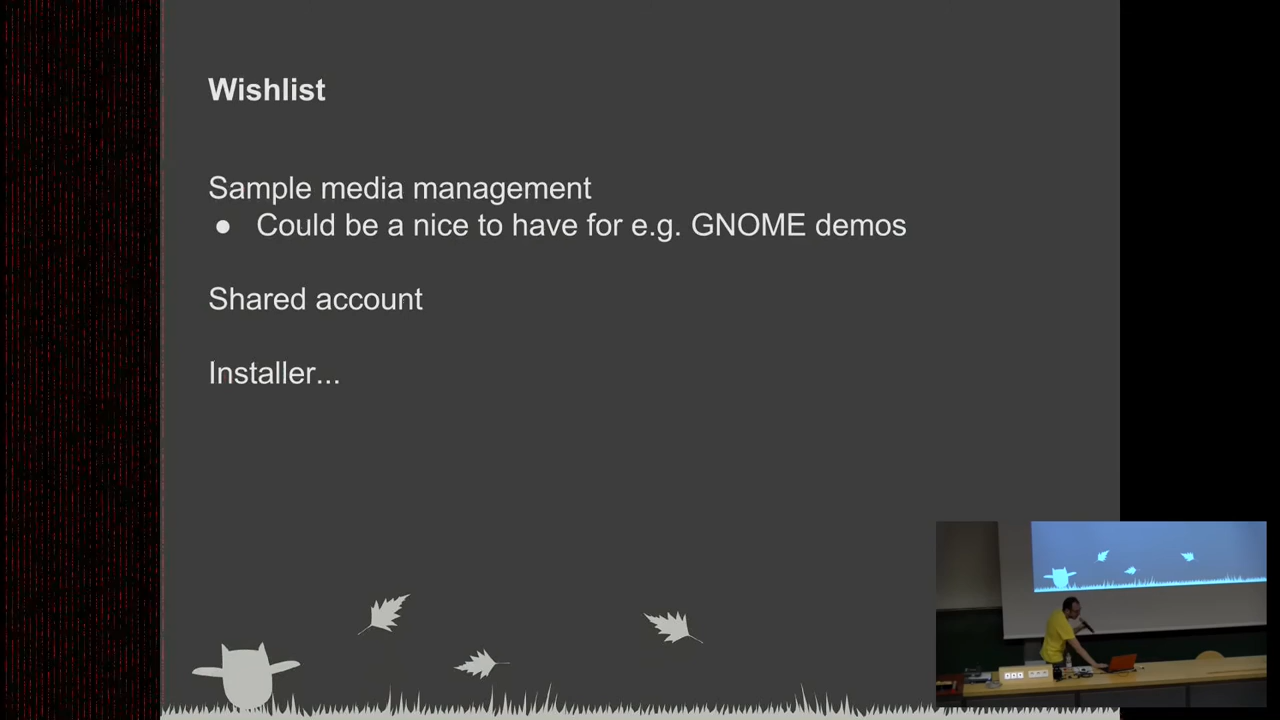 Wishlist
Sample media management
● Could be a nice to have for e.g. GNOME demos
Shared account
Installer...